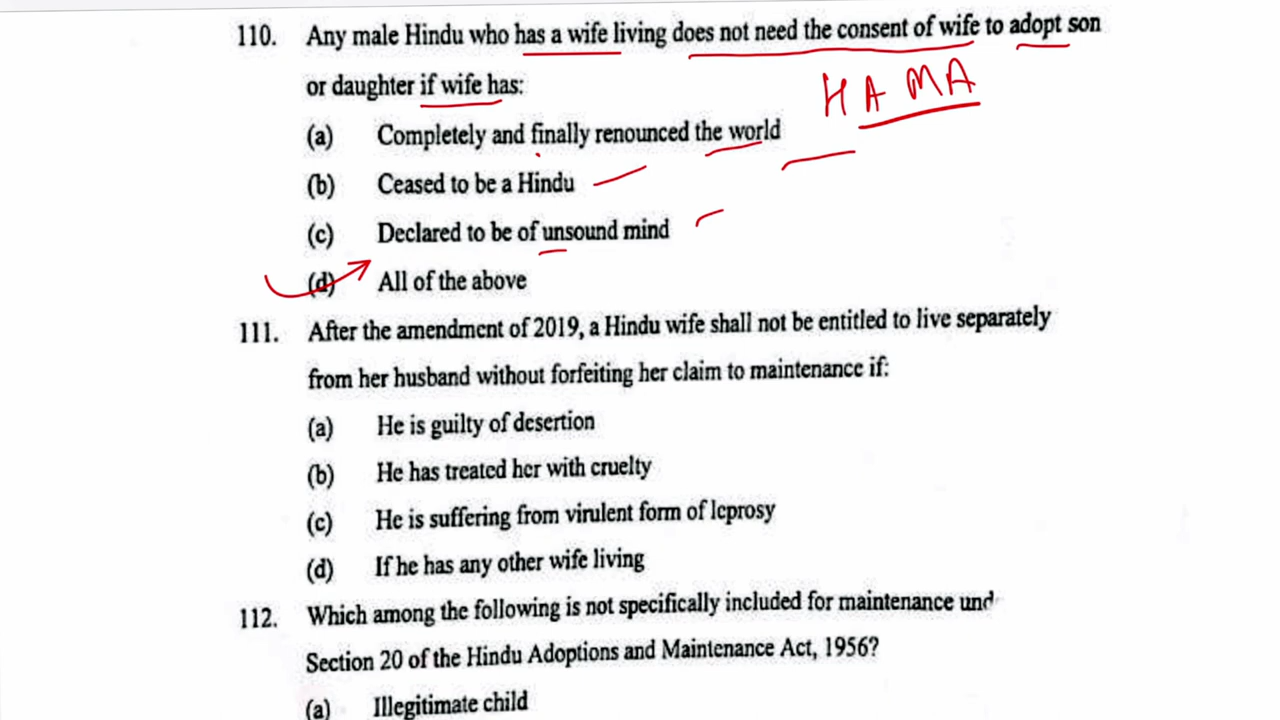 110. Any male Hindu who has a wife living does not need the consent of wife to adopt son
or daughter if wife has:
HAMA
(a) Completely and finally renounced the world
(b) Ceased to be a Hindu
(c) Declared to be of unsound mind
(d) All of the above
111. After the amendment of 2019, a Hindu wife shall not be entitled to live separately
from her husband without forfeiting her claim to maintenance if:
(a) He is guilty of desertion
(b) He has treated her with cruelty
(c) He is suffering from virulent form of leprosy
(d) If he has any other wife living
112. Which among the following is not specifically included for maintenance und
Section 20 of the Hindu Adoptions and Maintenance Act, 1956?
(a) Illegitimate child